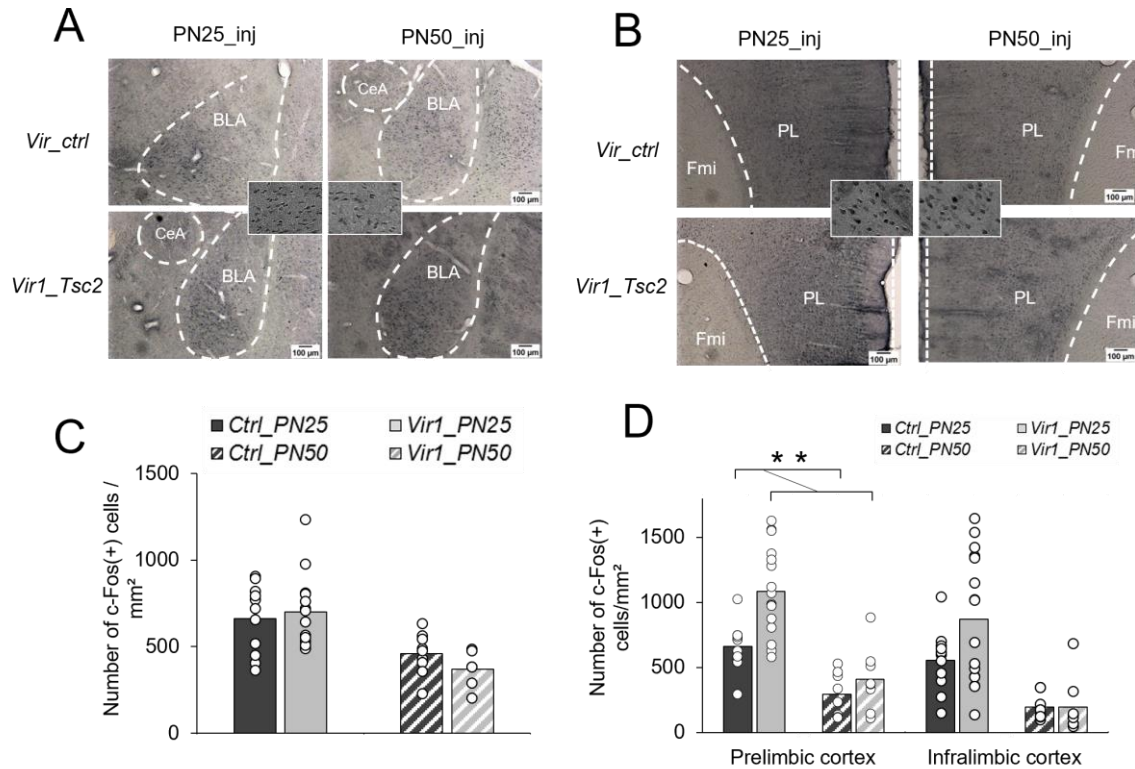 A
PN25_inj
PN50_inj
Vir_ctrl
BLA
CeA
BLA
100 µm
100 µm
Vir1_Tsc2
CeA
BLA
BLA
100 µm
100 µm
B
PN25_inj
PN50_inj
Vir_ctrl
PL
Fmi
PL
Fm
100 µm
100 µm
Vir1_Tsc2
PL
Fmi
PL
Fmi
100 µm
100 µm
C
Ctrl_PN25
Vir1_PN25
Ctrl_PN50
Vir1_PN50
Number of c-Fos(+) cells /
mm²
1500
1000
500
0
D
Ctrl_PN25
Vir1_PN25
Ctrl_PN50
Vir1_PN50
* *
Number of c-Fos(+)
cells/mm²
1500
1000
500
0
Prelimbic cortex
Infralimbic cortex